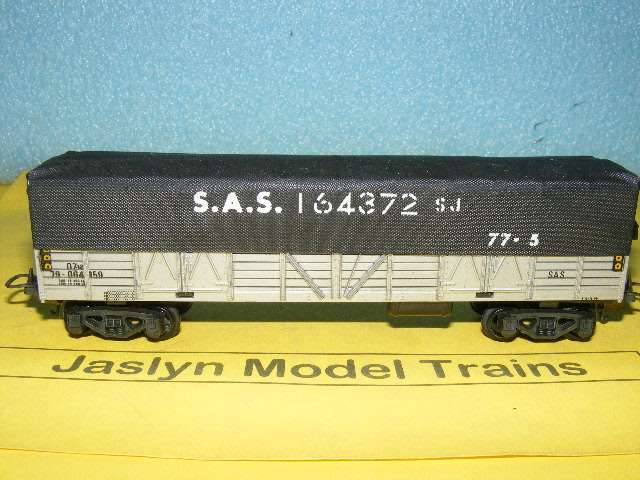 S.A.S. 164372 SJ
77-5
SAS
Jaslyn Model Trains